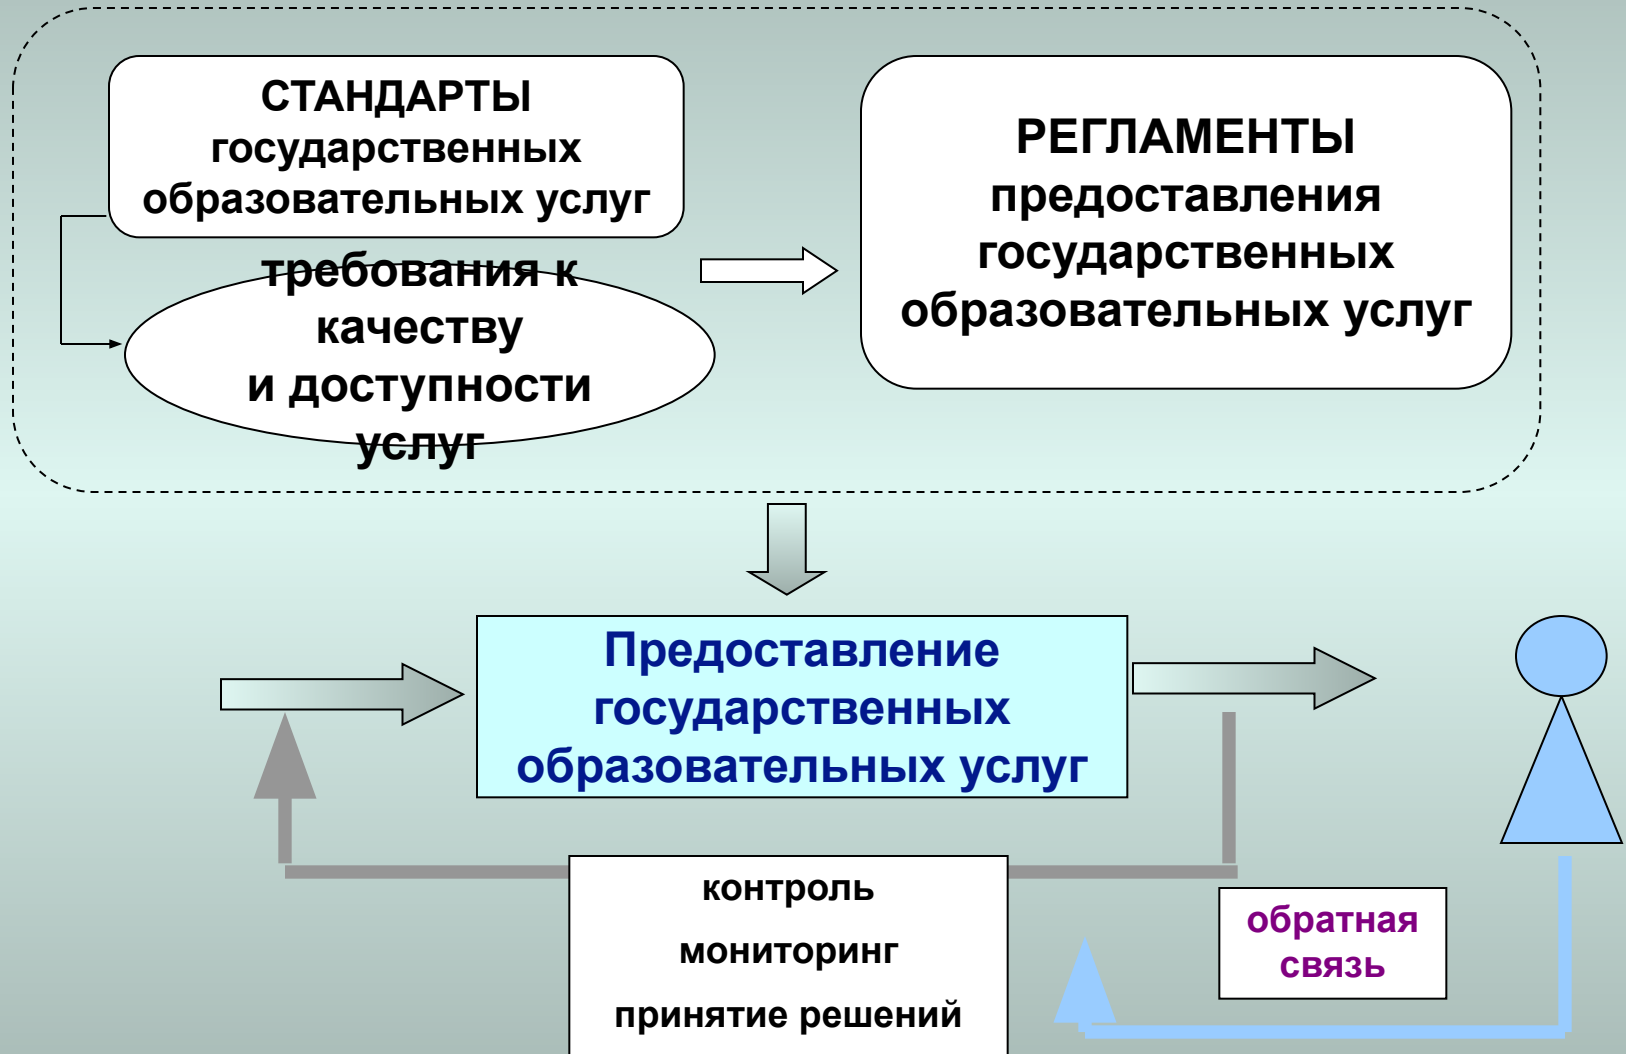 СТАНДАРТЫ
государственных
образовательных услуг
требования к
качеству
и доступности
услуг
РЕГЛАМЕНТЫ
предоставления
государственных
образовательных услуг
Предоставление
государственных
образовательных услуг
контроль
мониторинг
принятие решений
обратная
связь